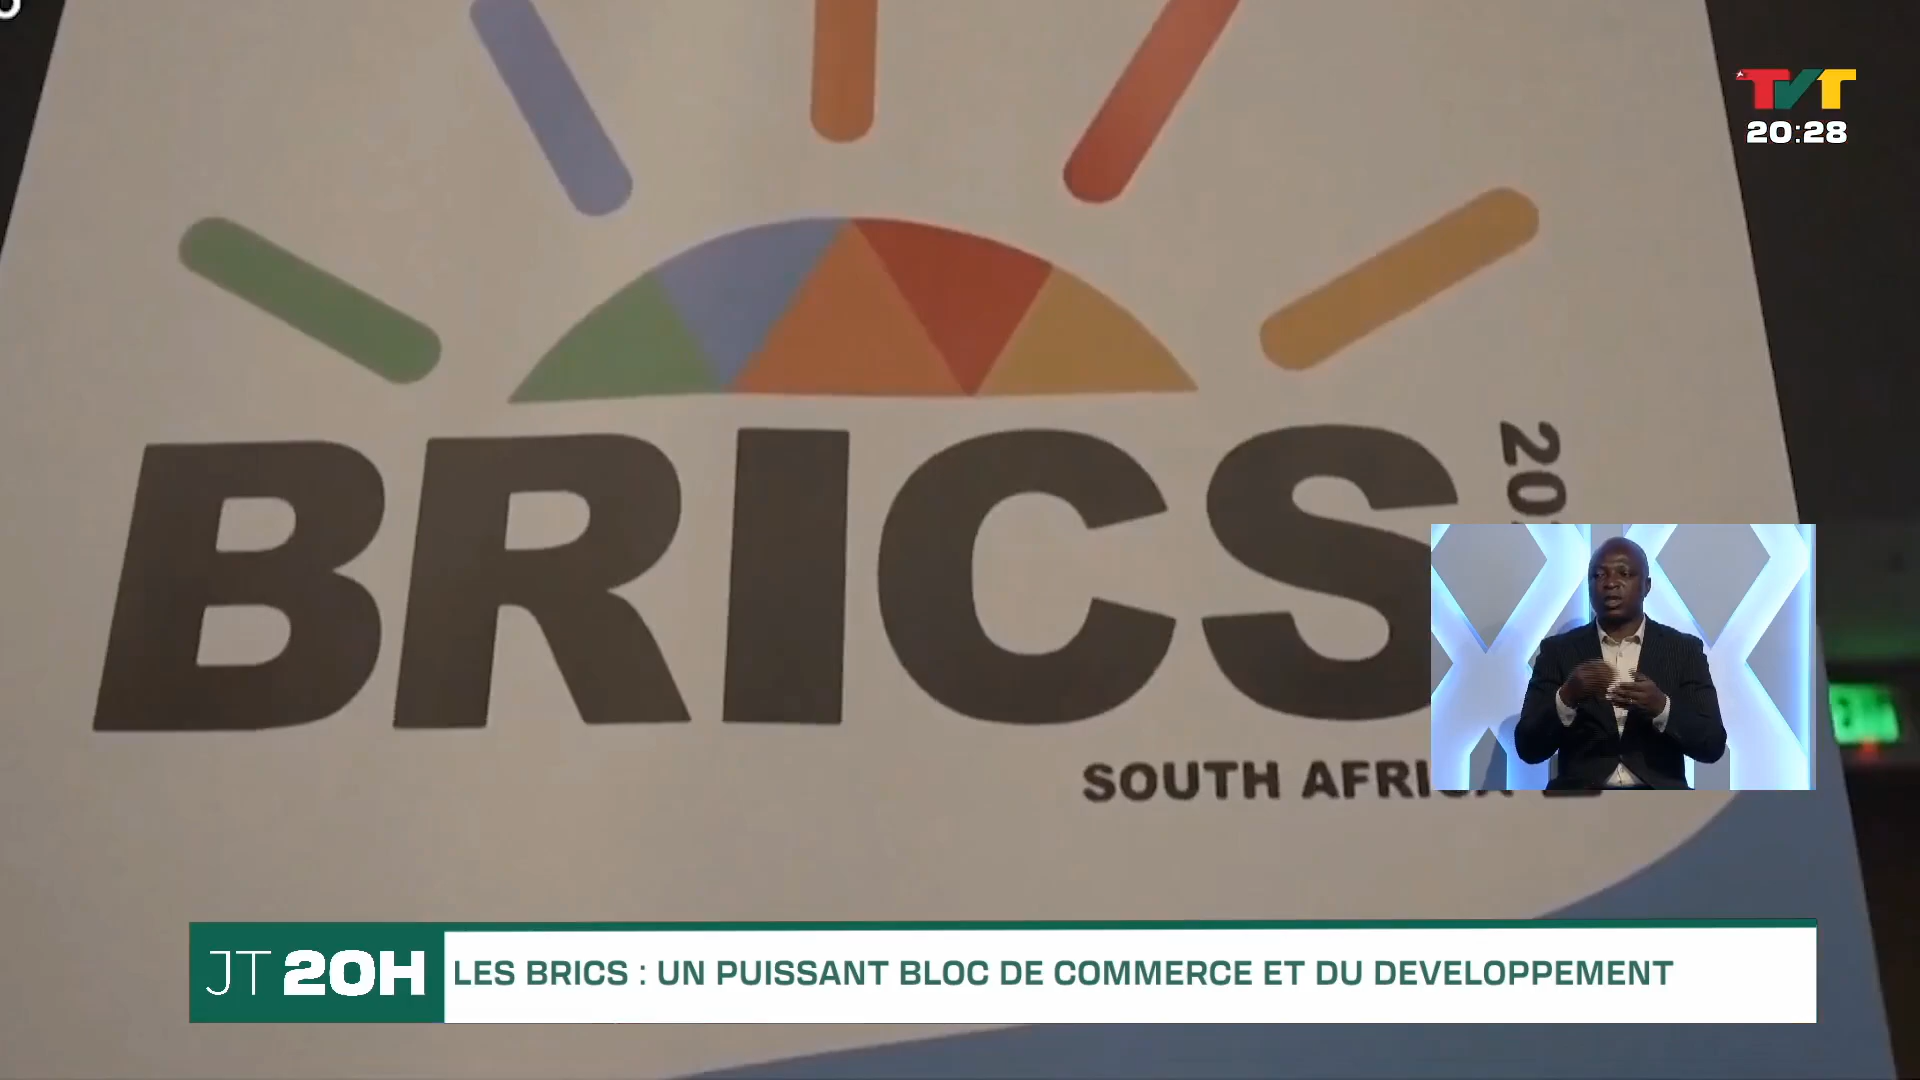 TVT
20:28
BRICS
SOUTH AFRI
JT 20H
LES BRICS : UN PUISSANT BLOC DE COMMERCE ET DU DEVELOPPEMENT